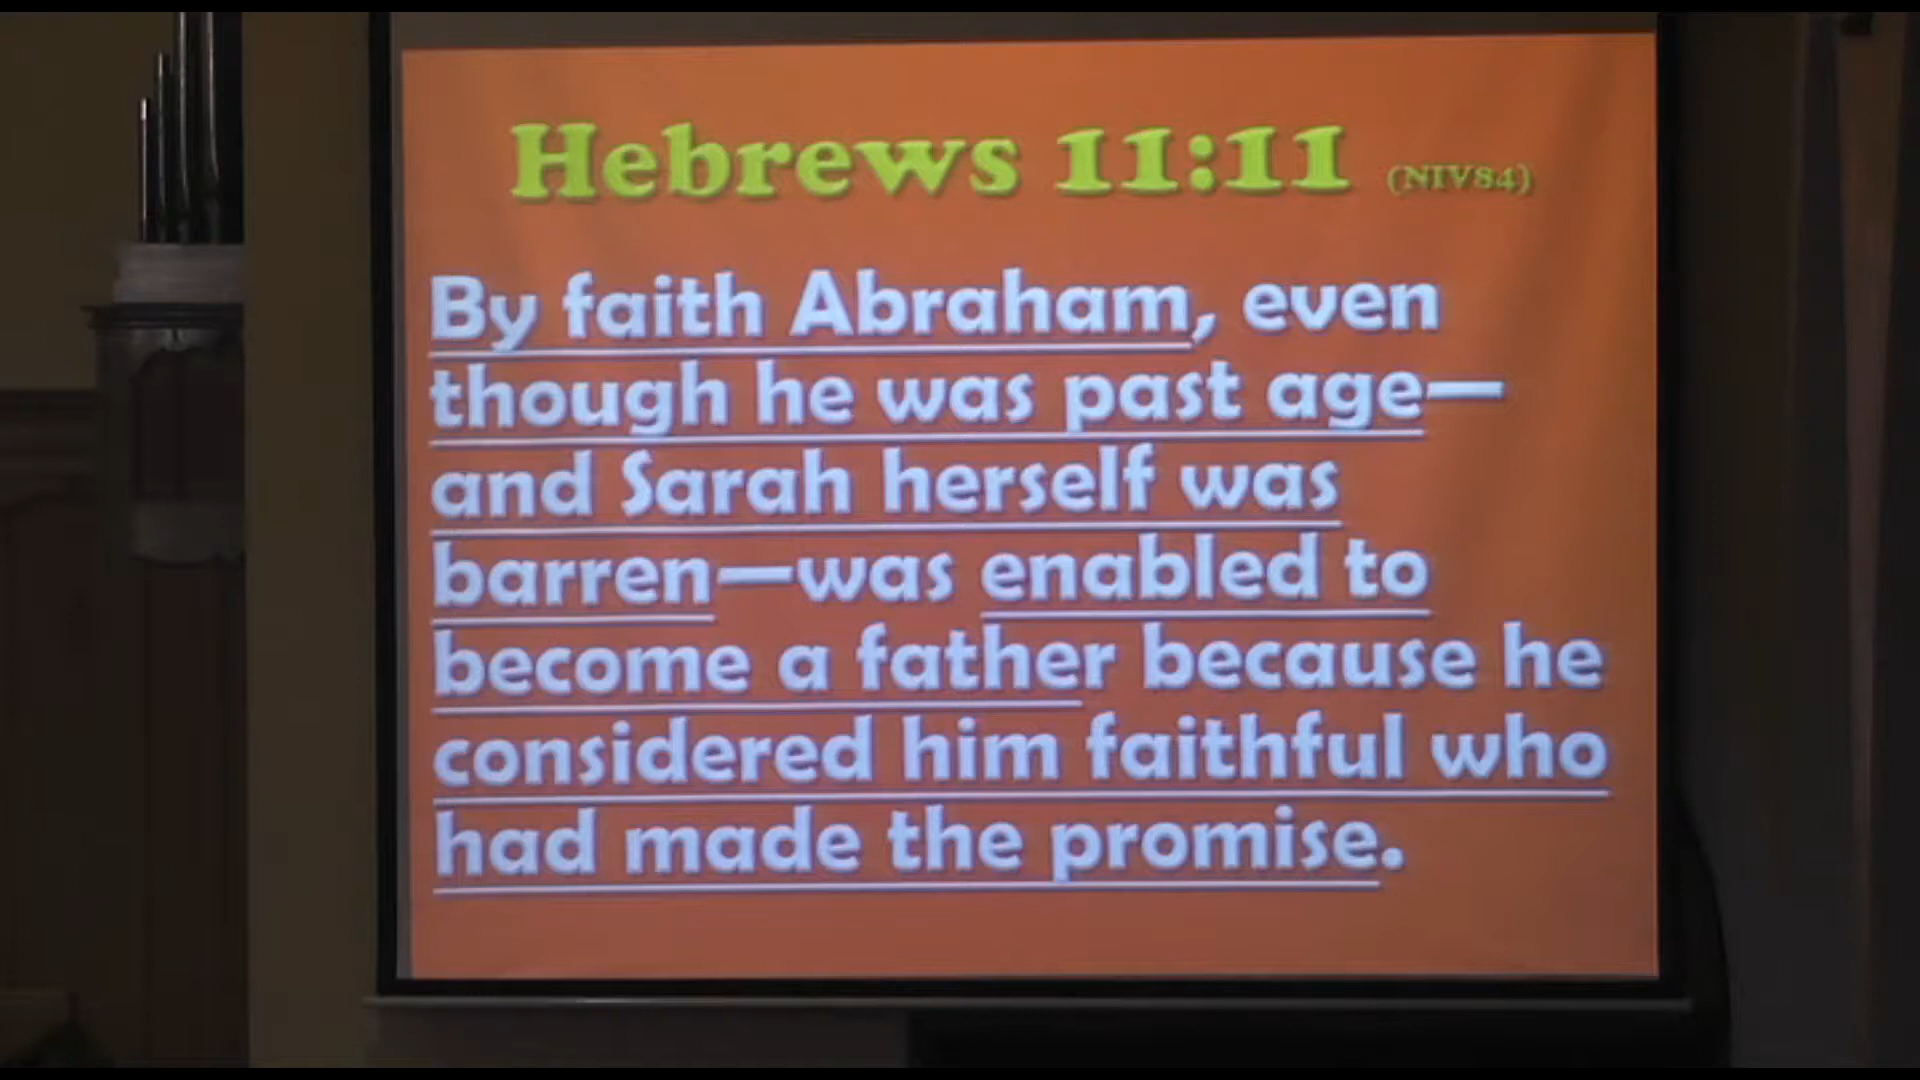 Hebrews 11:11 (NIV84)
By faith Abraham, even
though he was past age—
and Sarah herself was
barren—was enabled to
become a father because he
considered him faithful who
had made the promise.